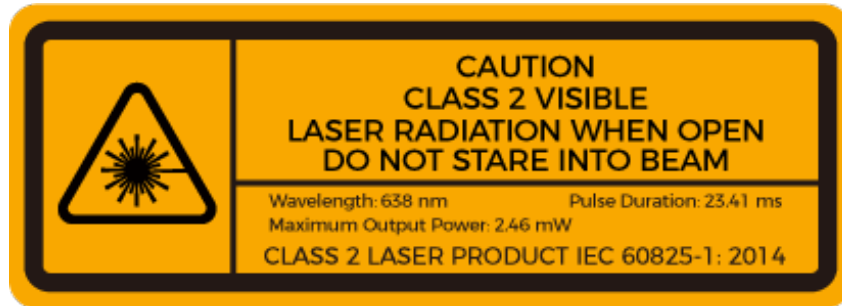 CAUTION
CLASS 2 VISIBLE
LASER RADIATION WHEN OPEN
DO NOT STARE INTO BEAM
Wavelength: 638 nm Pulse Duration: 23.41 ms
Maximum Output Power: 2.46 mW
CLASS 2 LASER PRODUCT IEC 60825-1: 2014